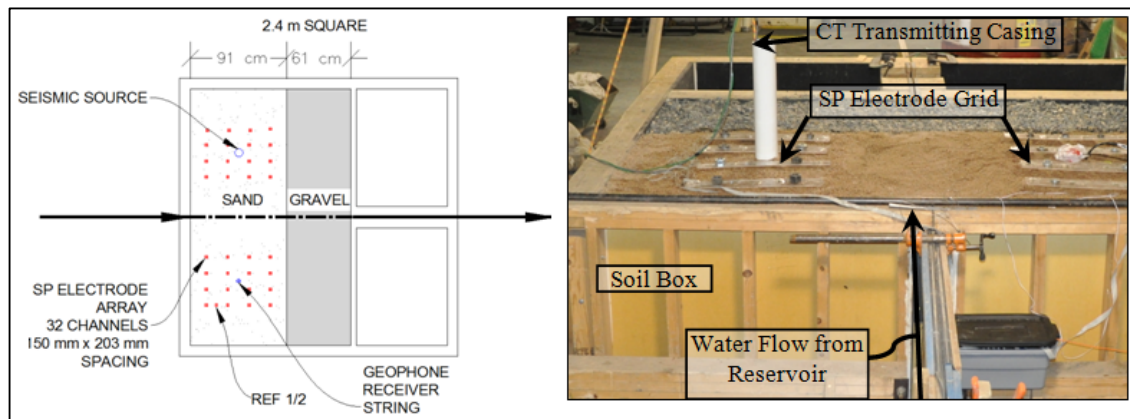 2.4 m SQUARE
91 cm
61 cm
SEISMIC SOURCE
SAND
GRAVEL
SP ELECTRODE
ARRAY
32 CHANNELS
150 mm x 203 mm
SPACING
REF 1/2
GEOPHONE
RECEIVER
STRING
CT Transmitting Casing
SP Electrode Grid
Soil Box
Water Flow from
Reservoir